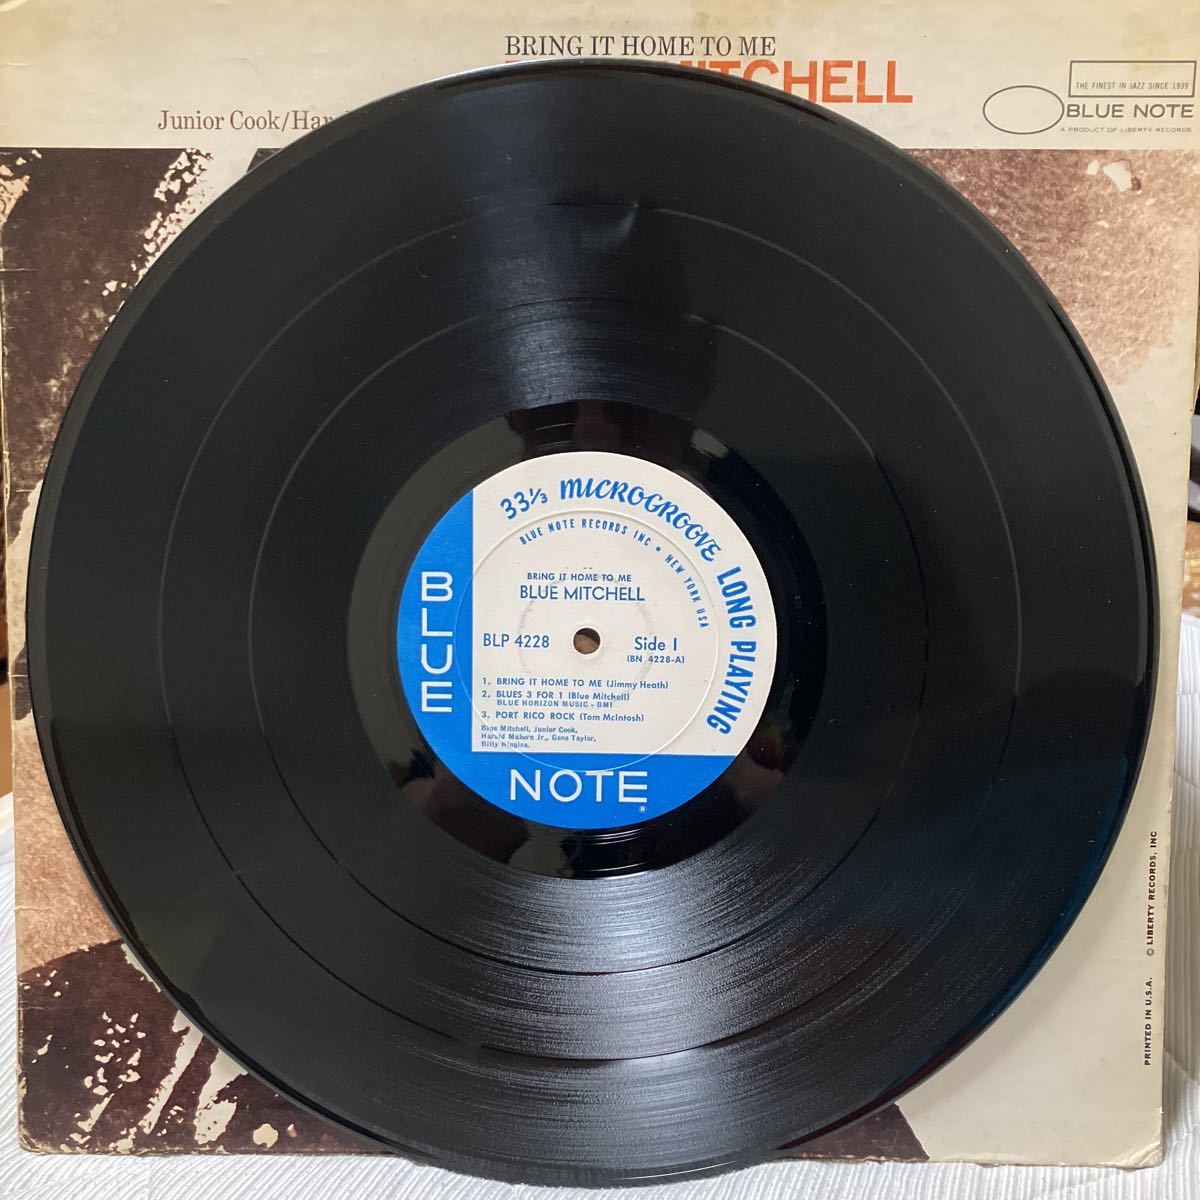 BRING IT HOME TO ME
MITCHELL
Junior Cook/Har
THE FINEST IN JAZZ SINCE 1939
BLUE NOTE
A PRODUCT OF LIBERTY RECORDS
33⅓ MICROGROOVE LONG PLAYING
BLUE NOTE RECORDS INC • NEW YORK USA
BRING IT HOME TO ME
BLUE MITCHELL
BLP 4228
Side 1
(BN 4228-A)
1. BRING IT HOME TO ME (Jimmy Heath)
2. BLUES 3 FOR 1 (Blue Mitchell)
BLUE HORIZON MUSIC - BMI
3. PORT RICO ROCK (Tom McIntosh)
Blue Mitchell, Junior Cook,
Harold Mabern Jr., Gene Taylor,
Billy Higgins.
BLUE
NOTE
®
PRINTED IN U.S.A. © LIBERTY RECORDS, INC